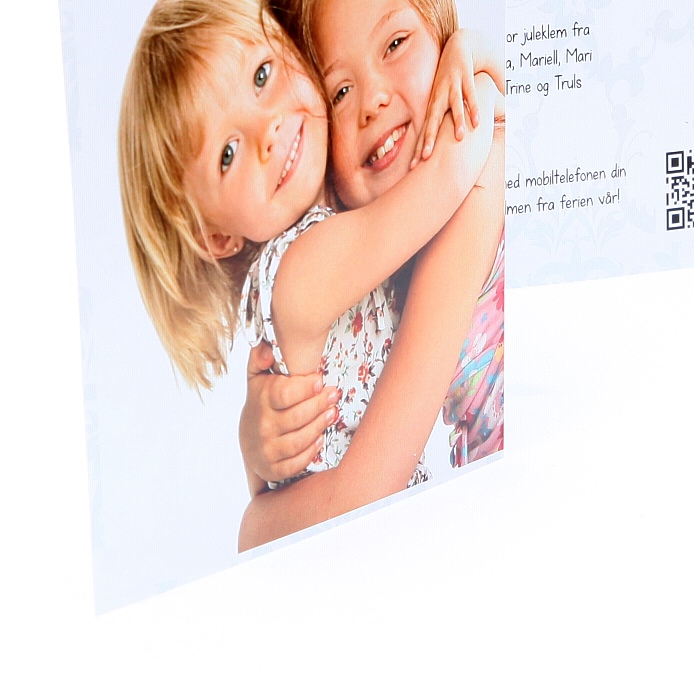 or juleklem fra
a, Mariell, Mari
Trine og Truls
ed mobiltelefonen din
lmen fra ferien vår!